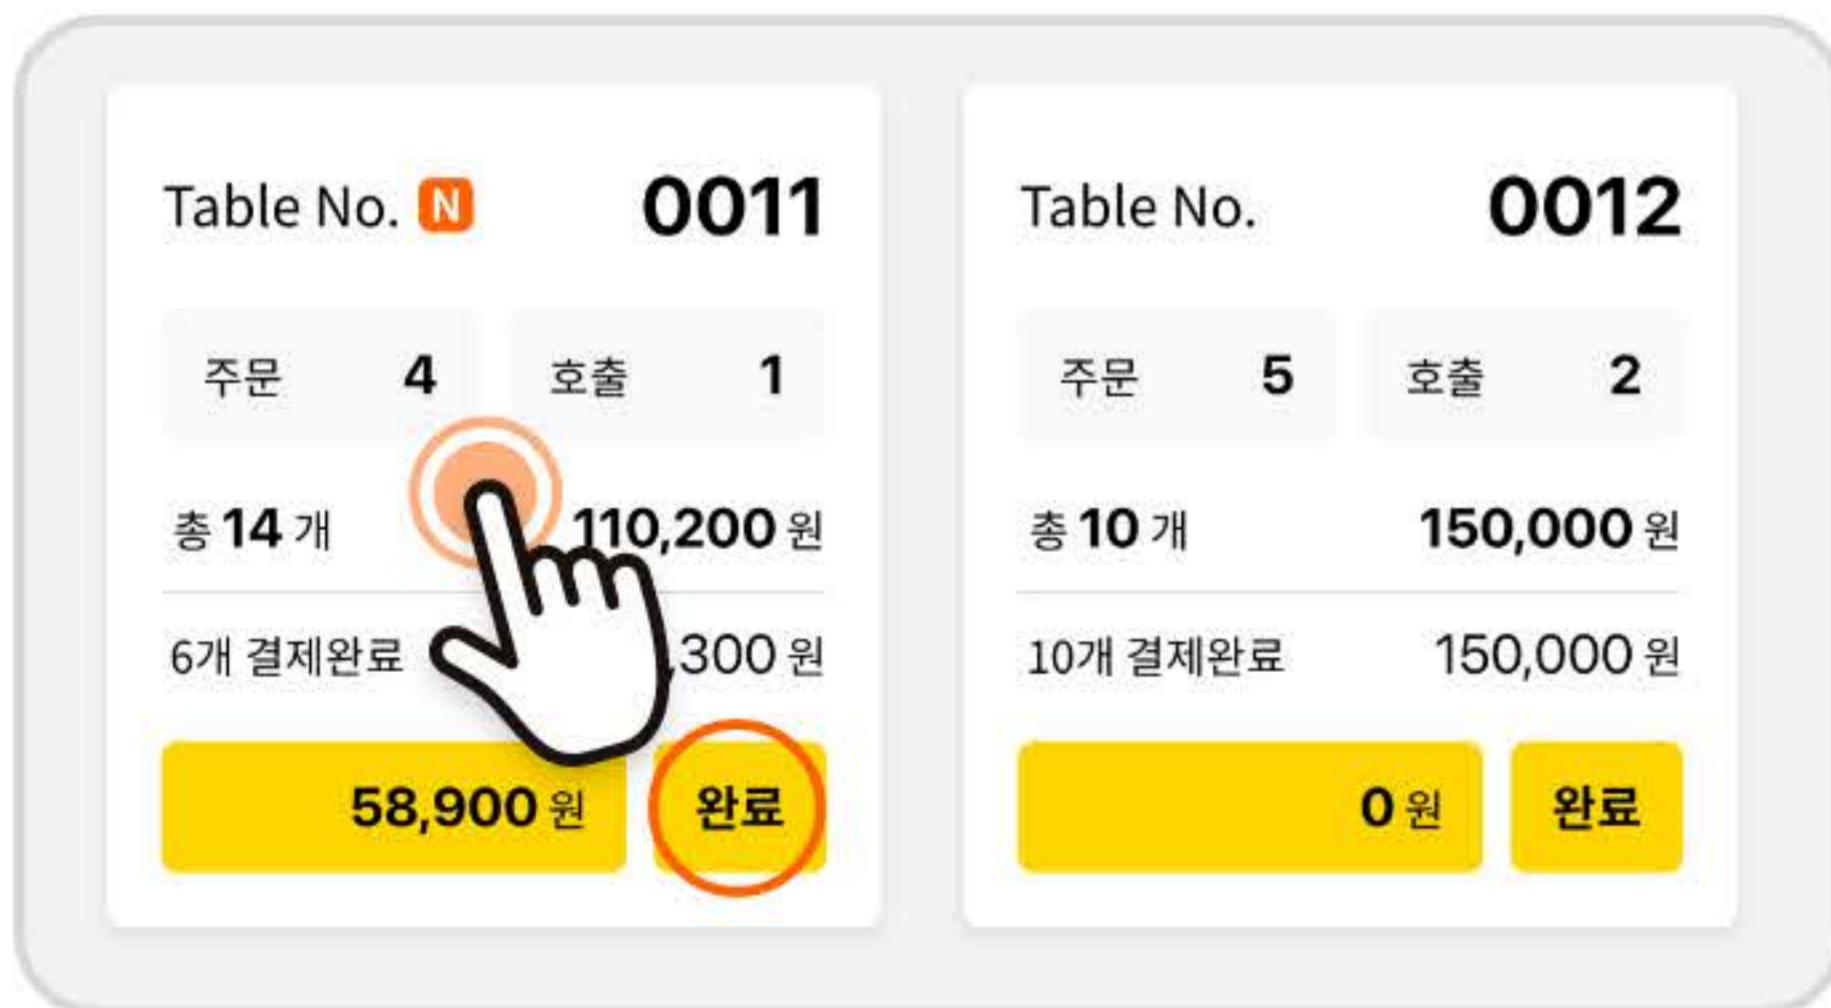 Table No. N 0011
주문 4 호출 1
총 14 개 110,200 원
6개 결제완료 ,300 원
58,900 원 완료
Table No. 0012
주문 5 호출 2
총 10 개 150,000 원
10개 결제완료 150,000 원
0 원 완료